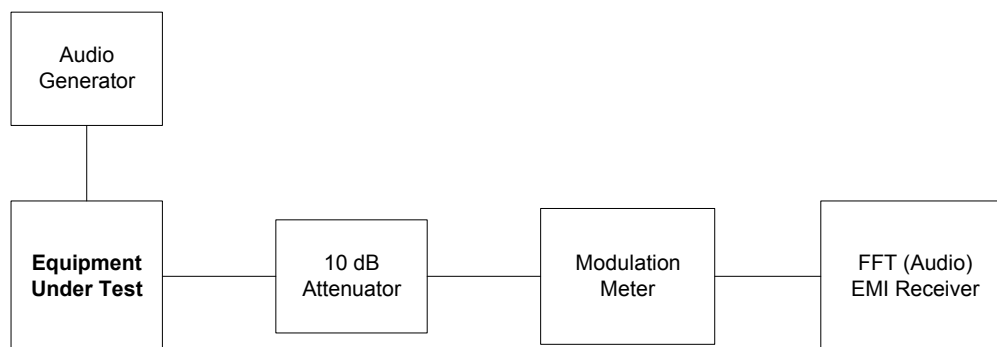 Audio
Generator
Equipment
Under Test
10 dB
Attenuator
Modulation
Meter
FFT (Audio)
EMI Receiver